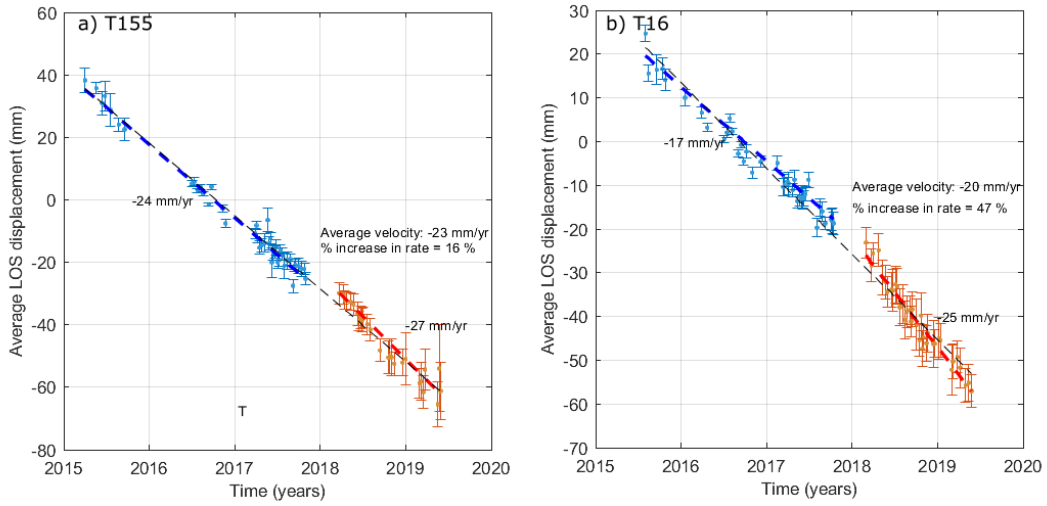 a) T155
Average LOS displacement (mm)
60
40
20
0
-20
-40
-60
-80
-24 mm/yr
Average velocity: -23 mm/yr
% increase in rate = 16 %
-27 mm/yr
T
2015
2016
2017
2018
2019
2020
Time (years)
b) T16
Average LOS displacement (mm)
30
20
10
0
-10
-20
-30
-40
-50
-60
-70
-17 mm/yr
Average velocity: -20 mm/yr
% increase in rate = 47 %
-25 mm/yr
2015
2016
2017
2018
2019
2020
Time (years)